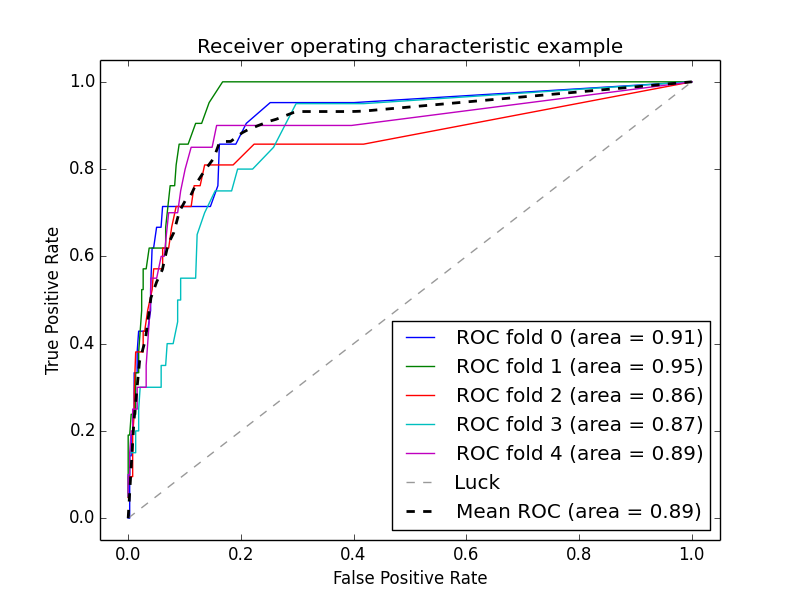 Receiver operating characteristic example
1.0
0.8
0.6
0.4
0.2
0.0
True Positive Rate
ROC fold 0 (area = 0.91)
ROC fold 1 (area = 0.95)
ROC fold 2 (area = 0.86)
ROC fold 3 (area = 0.87)
ROC fold 4 (area = 0.89)
Luck
Mean ROC (area = 0.89)
0.0 0.2 0.4 0.6 0.8 1.0
False Positive Rate